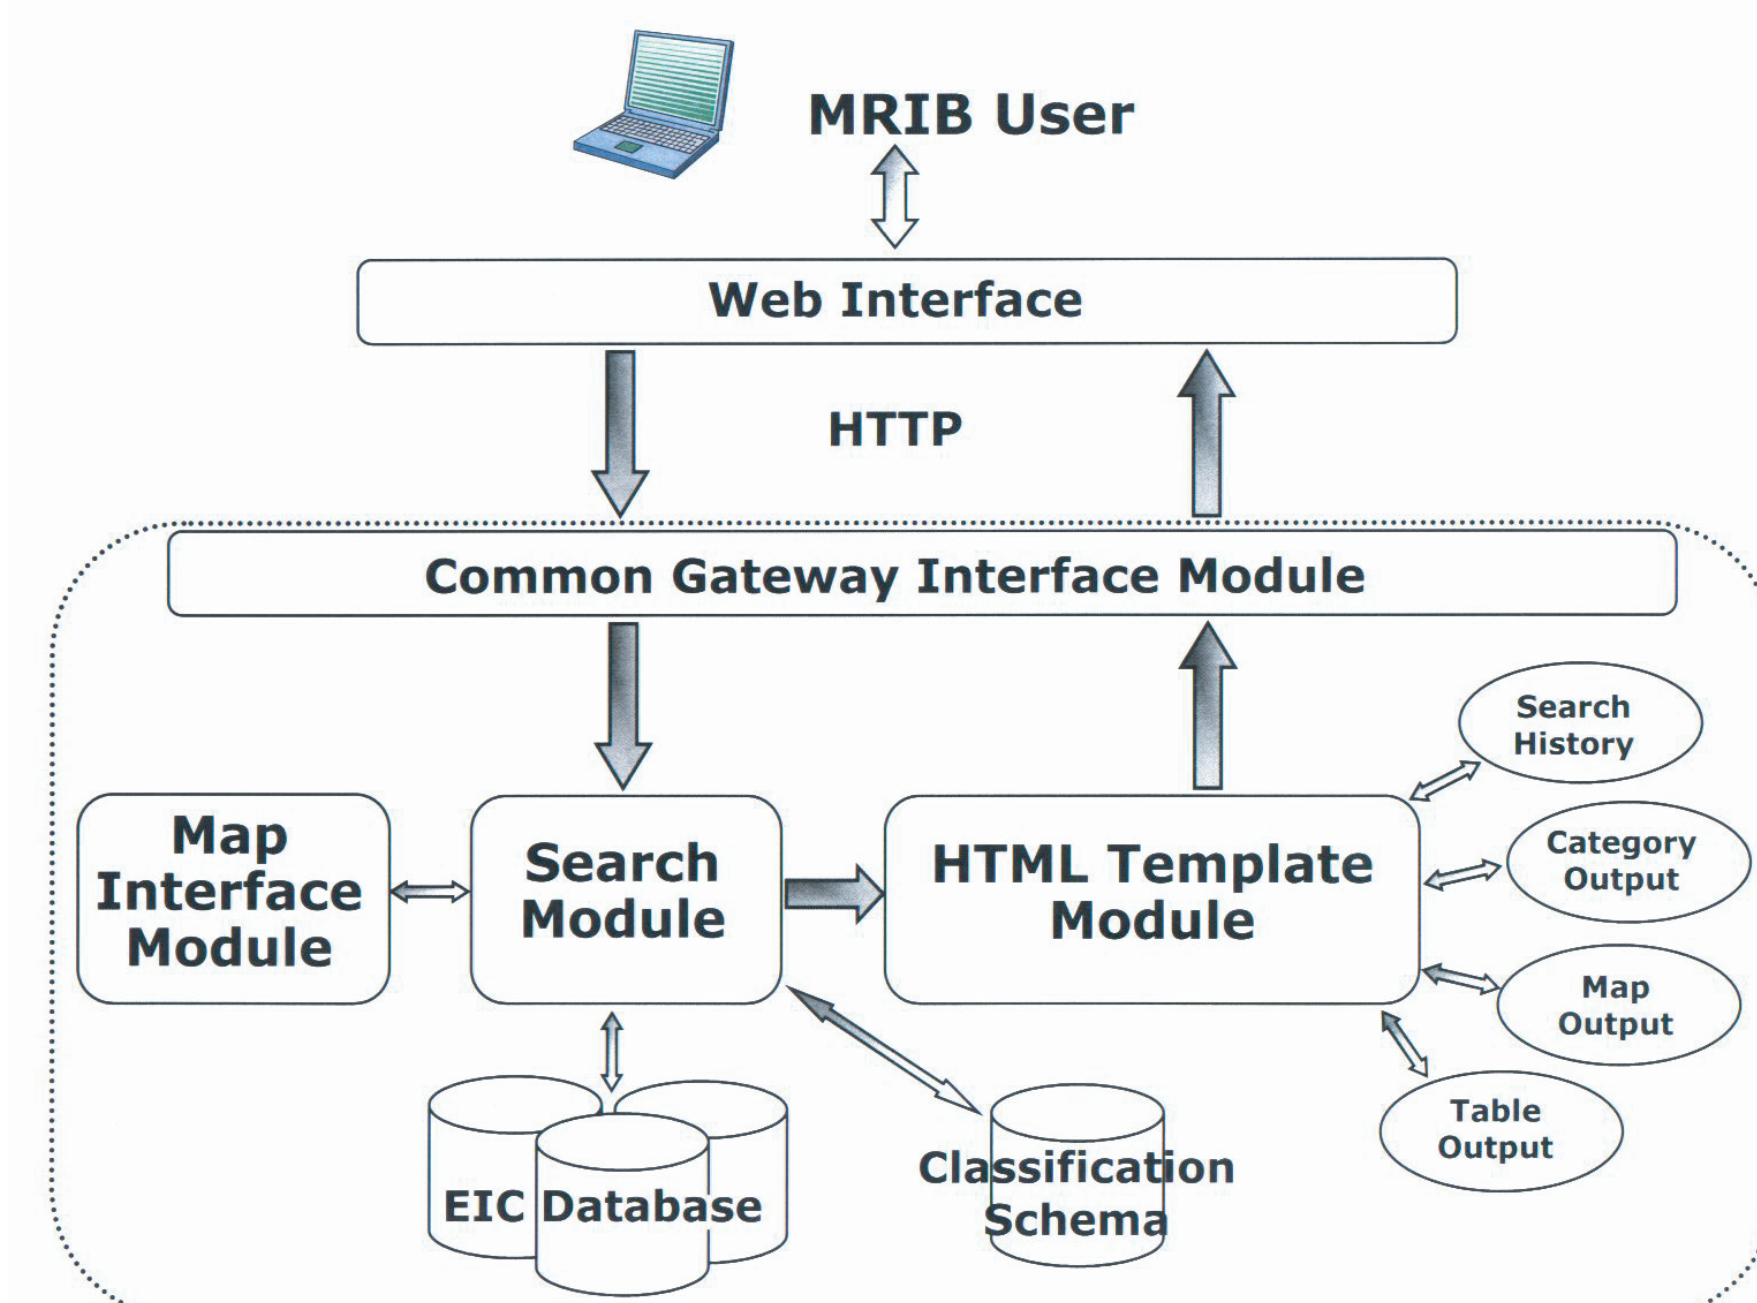 MRIB User
Web Interface
HTTP
Common Gateway Interface Module
Search
History
Map
Interface
Module
Search
Module
HTML Template
Module
Category
Output
Map
Output
Table
Output
EIC Database
Classification
Schema